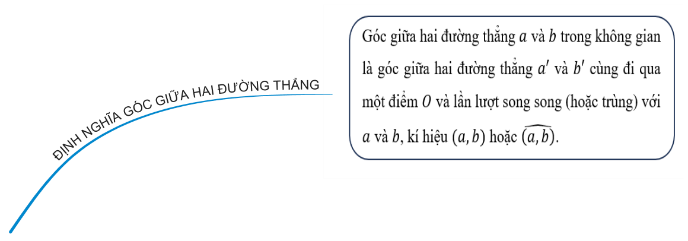 ĐỊNH NGHĨA GÓC GIỮA HAI ĐƯỜNG THẲNG
Góc giữa hai đường thẳng a và b trong không gian
là góc giữa hai đường thẳng a′ và b′ cùng đi qua
một điểm O và lần lượt song song (hoặc trùng) với
a và b, kí hiệu (a, b) hoặc (a, b)̂.